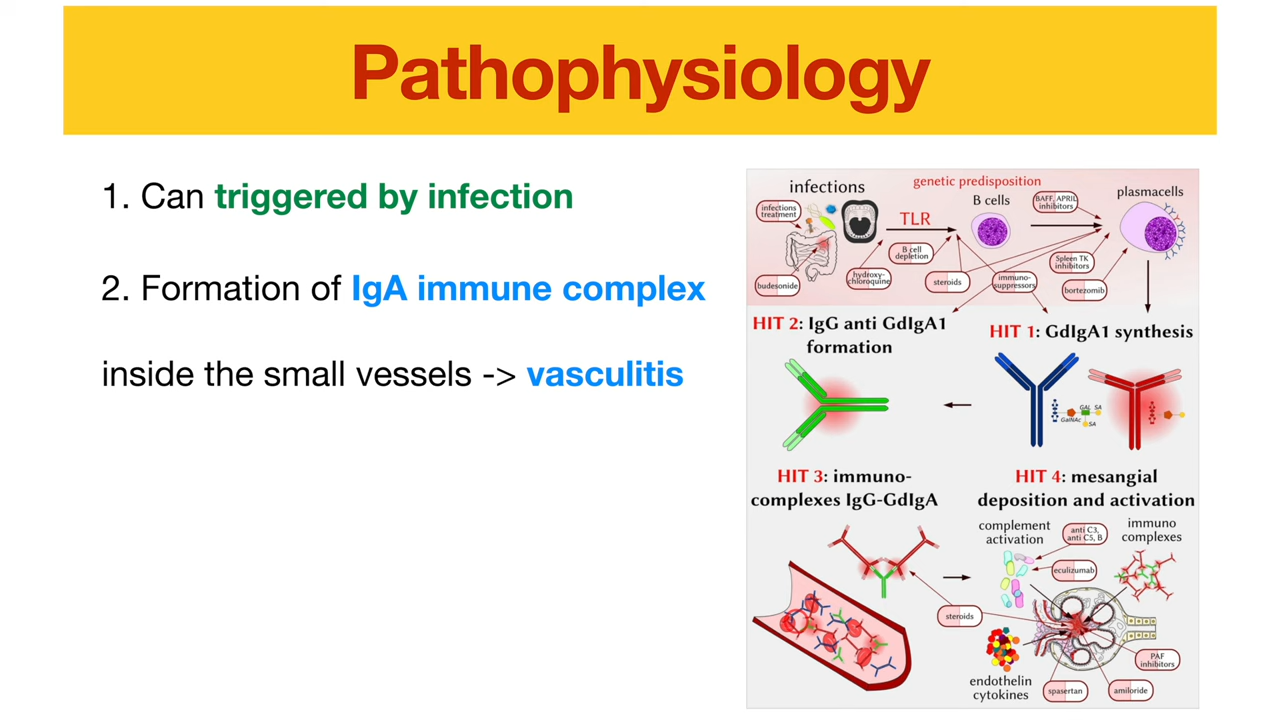 Pathophysiology
1. Can triggered by infection
2. Formation of IgA immune complex
inside the small vessels -> vasculitis
infections
genetic predisposition
plasmacells
infections
treatment
TLR
B cells
BAFF, APRIL
inhibitors
B cell
depletion
Spleen TK
inhibitors
budesonide
hydroxy-
chloroquine
steroids
immuno-
suppressors
bortezomib
HIT 2: IgG anti GdIgA1
formation
HIT 1: GdIgA1 synthesis
GalNAc
GAL
SA
SA
HIT 3: immuno-
complexes IgG-GdIgA
HIT 4: mesangial
deposition and activation
complement
activation
anti C3,
anti C5, B
immuno
complexes
eculizumab
steroids
PAF
inhibitors
endothelin
cytokines
spasertan
amiloride